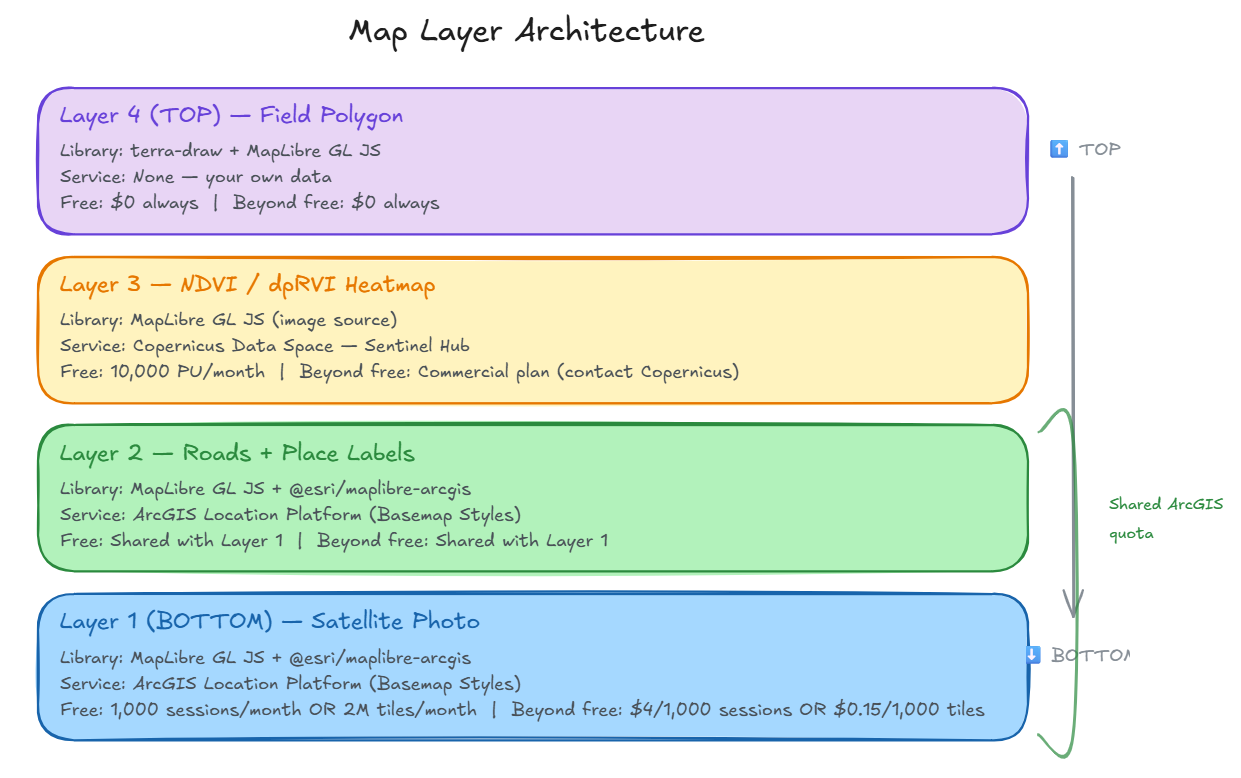 Map Layer Architecture
Layer 4 (TOP) — Field Polygon
Library: terra-draw + MapLibre GL JS
Service: None — your own data
Free: $0 always | Beyond free: $0 always
⬆️ TOP
Layer 3 — NDVI / dpRVI Heatmap
Library: MapLibre GL JS (image source)
Service: Copernicus Data Space — Sentinel Hub
Free: 10,000 PU/month | Beyond free: Commercial plan (contact Copernicus)
Layer 2 — Roads + Place Labels
Library: MapLibre GL JS + @esri/maplibre-arcgis
Service: ArcGIS Location Platform (Basemap Styles)
Free: Shared with Layer 1 | Beyond free: Shared with Layer 1
Shared ArcGIS
quota
Layer 1 (BOTTOM) — Satellite Photo
Library: MapLibre GL JS + @esri/maplibre-arcgis
Service: ArcGIS Location Platform (Basemap Styles)
Free: 1,000 sessions/month OR 2M tiles/month | Beyond free: $4/1,000 sessions OR $0.15/1,000 tiles
⬇️ BOTTOM